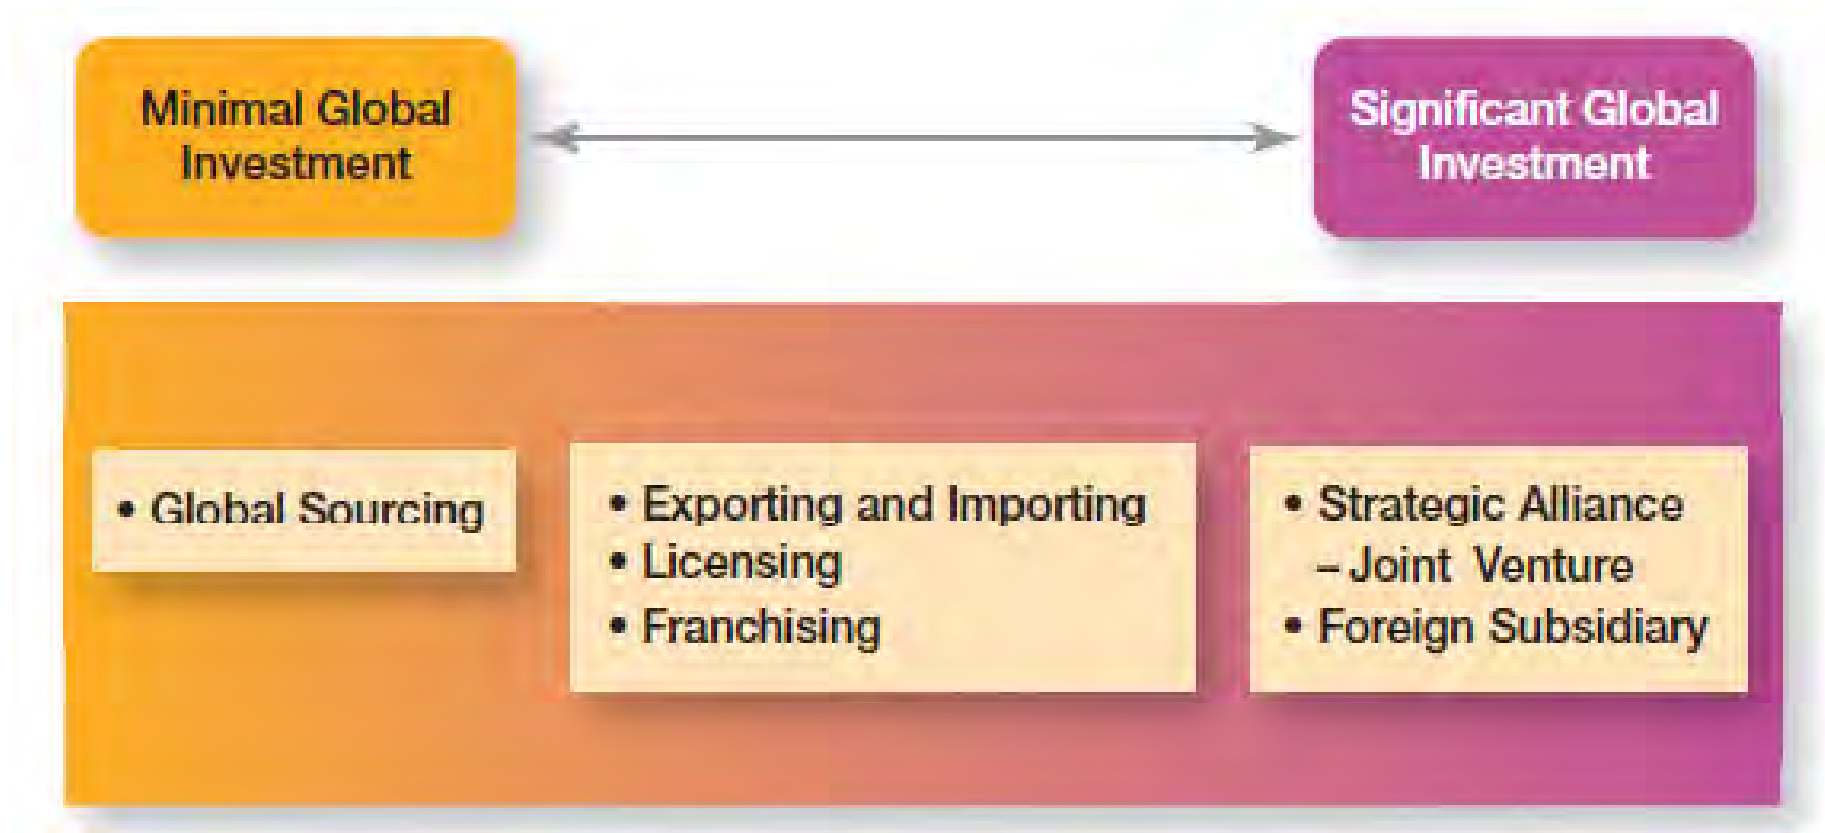 Minimal Global
Investment
Significant Global
Investment
• Global Sourcing
• Exporting and Importing
• Licensing
• Franchising
• Strategic Alliance
– Joint Venture
• Foreign Subsidiary